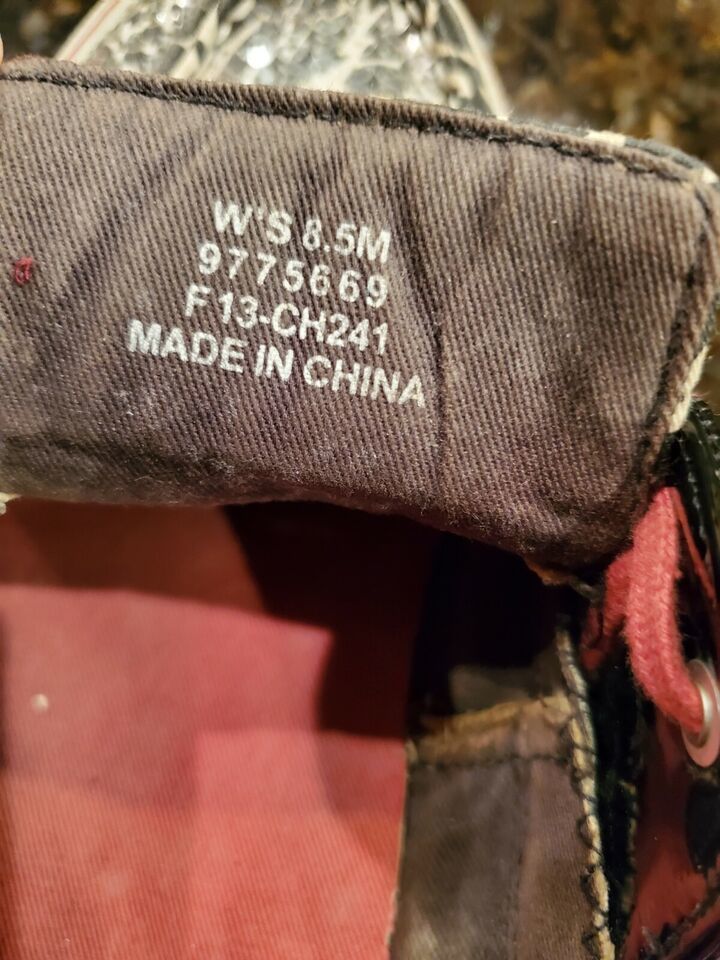 W'S 8.5M
9775669
F13-CH241
MADE IN CHINA